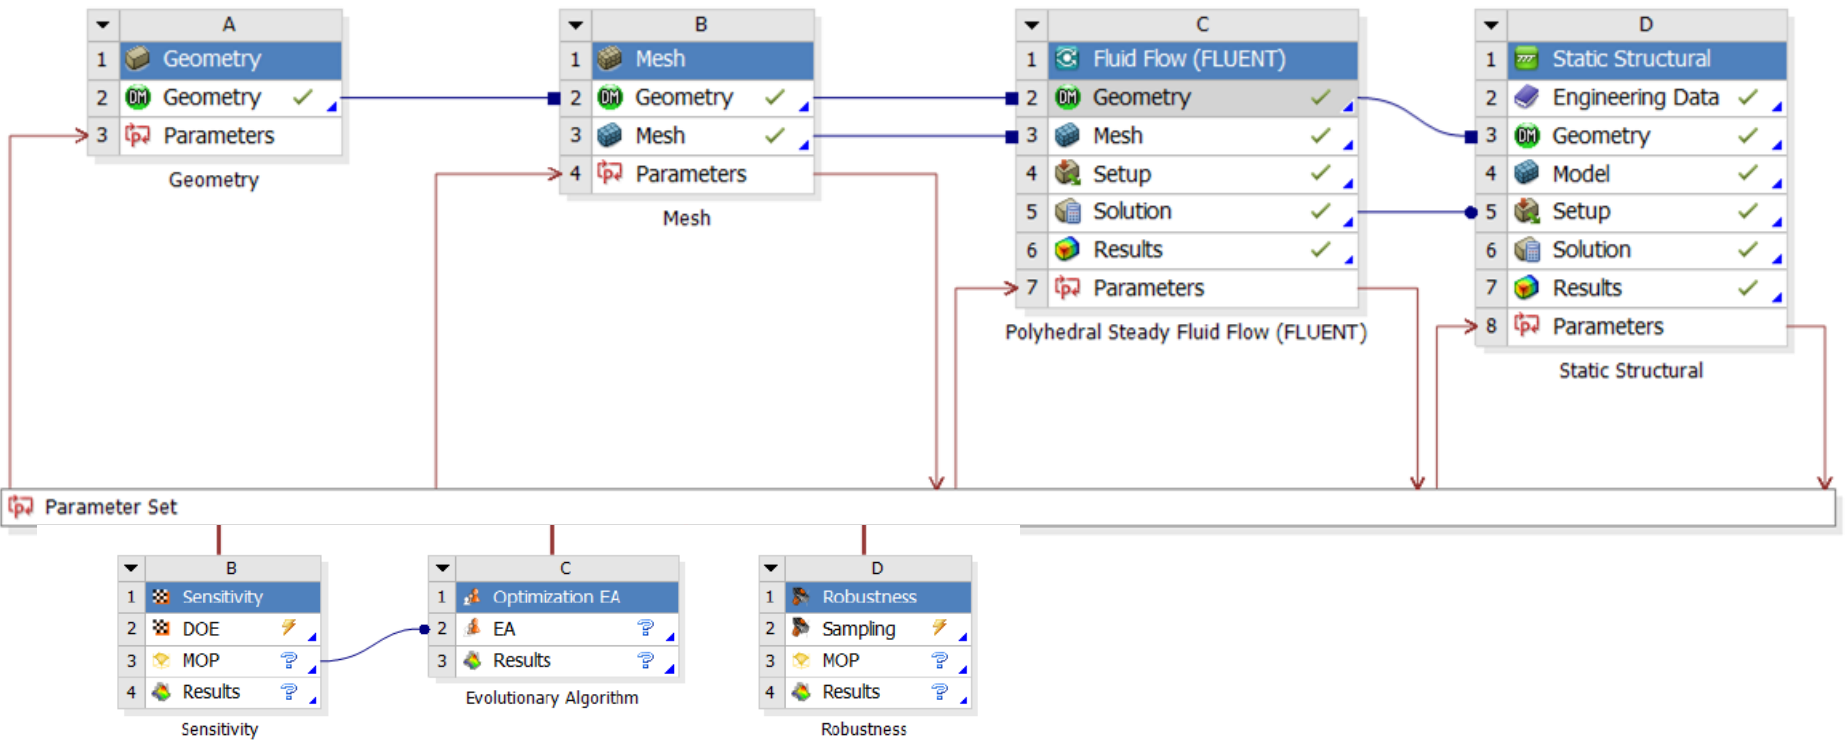 A
1 Geometry
2 DM Geometry
3 Parameters
Geometry
B
1 Mesh
2 DM Geometry
3 Mesh
4 Parameters
Mesh
C
1 Fluid Flow (FLUENT)
2 DM Geometry
3 Mesh
4 Setup
5 Solution
6 Results
7 Parameters
Polyhedral Steady Fluid Flow (FLUENT)
D
1 Static Structural
2 Engineering Data
3 DM Geometry
4 Model
5 Setup
6 Solution
7 Results
8 Parameters
Static Structural
Parameter Set
B
1 Sensitivity
2 DOE
3 MOP
4 Results
Sensitivity
C
1 Optimization EA
2 EA
3 Results
Evolutionary Algorithm
D
1 Robustness
2 Sampling
3 MOP
4 Results
Robustness